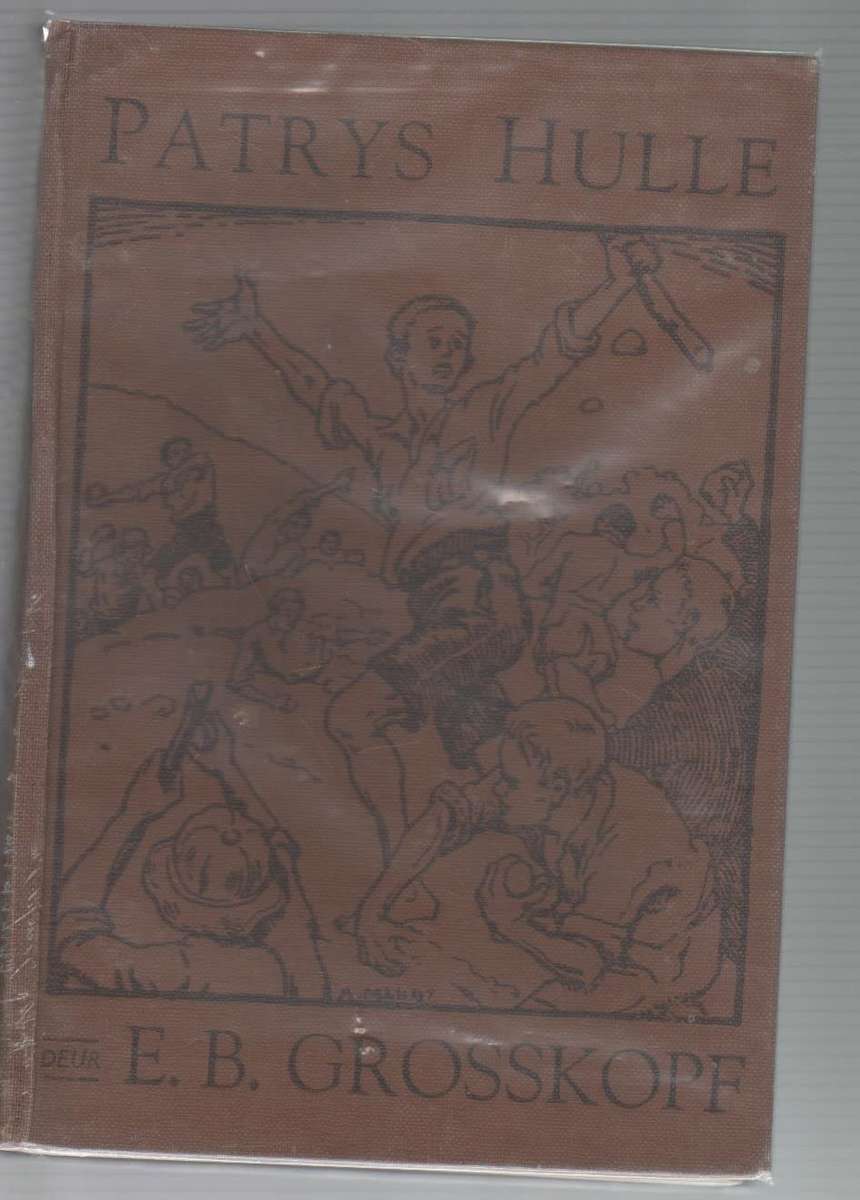 PATRYS HULLE
DEUR E. B. GROSSKOPF